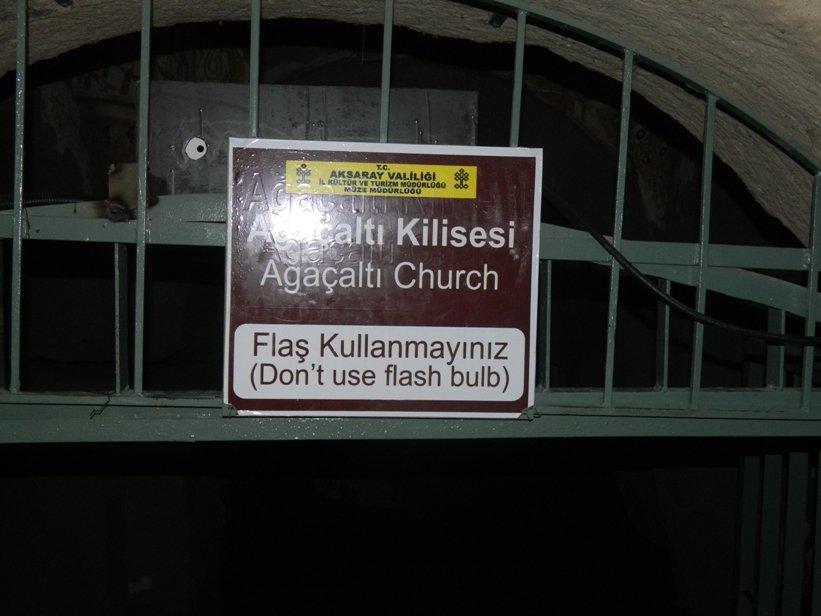 T.C.
AKSARAY VALİLİĞİ
İL KÜLTÜR VE TURİZM MÜDÜRLÜĞÜ
MÜZE MÜDÜRLÜĞÜ
Ağaçaltı Kilisesi
Agaçaltı Church
Flaş Kullanmayınız
(Don't use flash bulb)